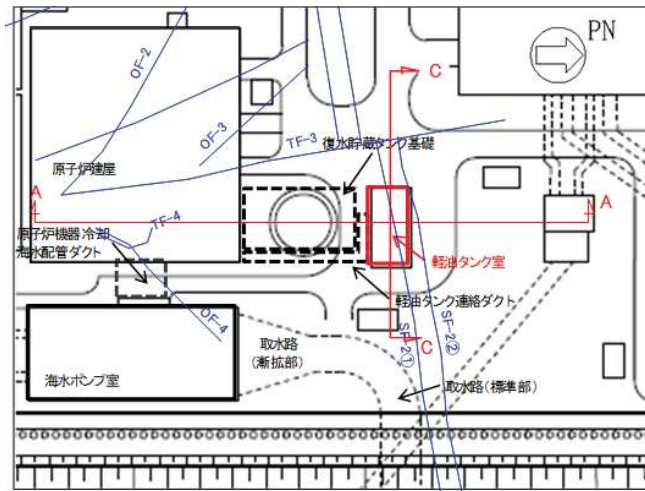 PN
OF-2
C
OF-3
TF-3
復水貯蔵タンク基礎
原子炉建屋
A
A
TF-4
原子炉機器冷却
海水配管ダクト
軽油タンク室
軽油タンク連絡ダクト
OF-4
SF-2①
SF-2②
C
取水路
(漸拡部)
海水ポンプ室
取水路(標準部)